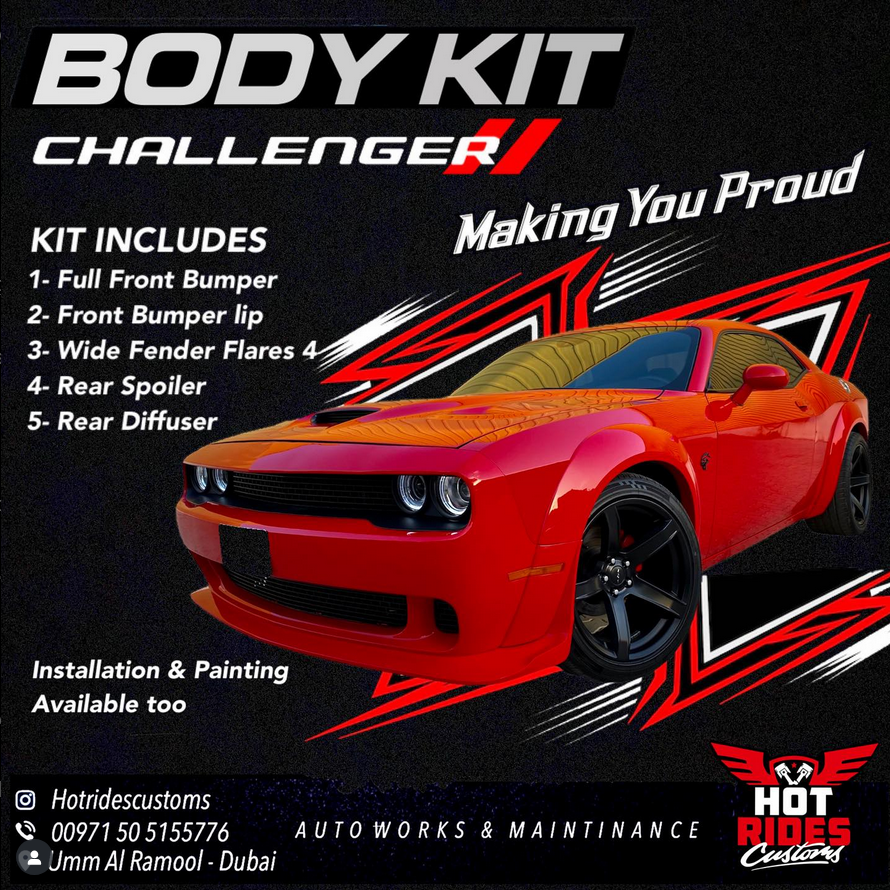 BODY KIT
CHALLENGER
Making You Proud
KIT INCLUDES
1- Full Front Bumper
2- Front Bumper lip
3- Wide Fender Flares 4
4- Rear Spoiler
5- Rear Diffuser
Installation & Painting
Available too
Hotridescustoms
00971 50 5155776
Umm Al Ramool - Dubai
AUTO WORKS & MAINTINANCE
HOT
RIDES
Customs